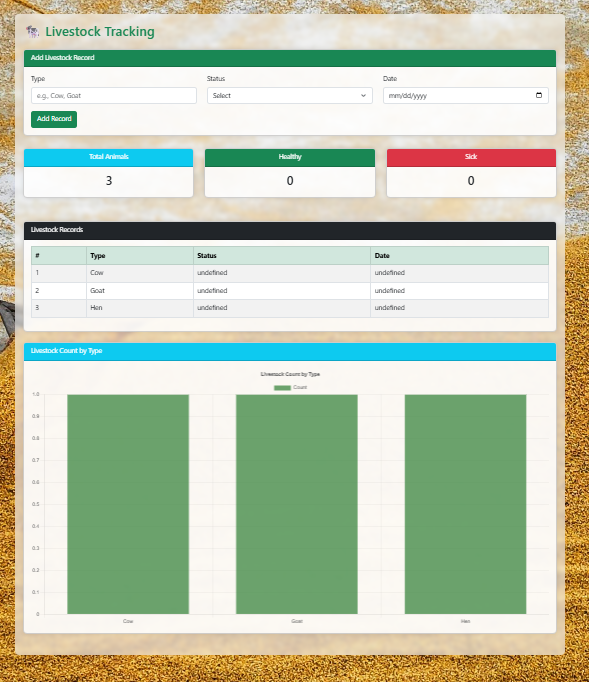 Livestock Tracking
Add Livestock Record
Type Status Date
e.g., Cow, Goat Select mm/dd/yyyy
Add Record
Total Animals Healthy Sick
3 0 0
Livestock Records
# Type Status Date
1 Cow undefined undefined
2 Goat undefined undefined
3 Hen undefined undefined
Livestock Count by Type
Livestock Count by Type
Count
1.0
0.9
0.8
0.7
0.6
0.5
0.4
0.3
0.2
0.1
0
Cow Goat Hen